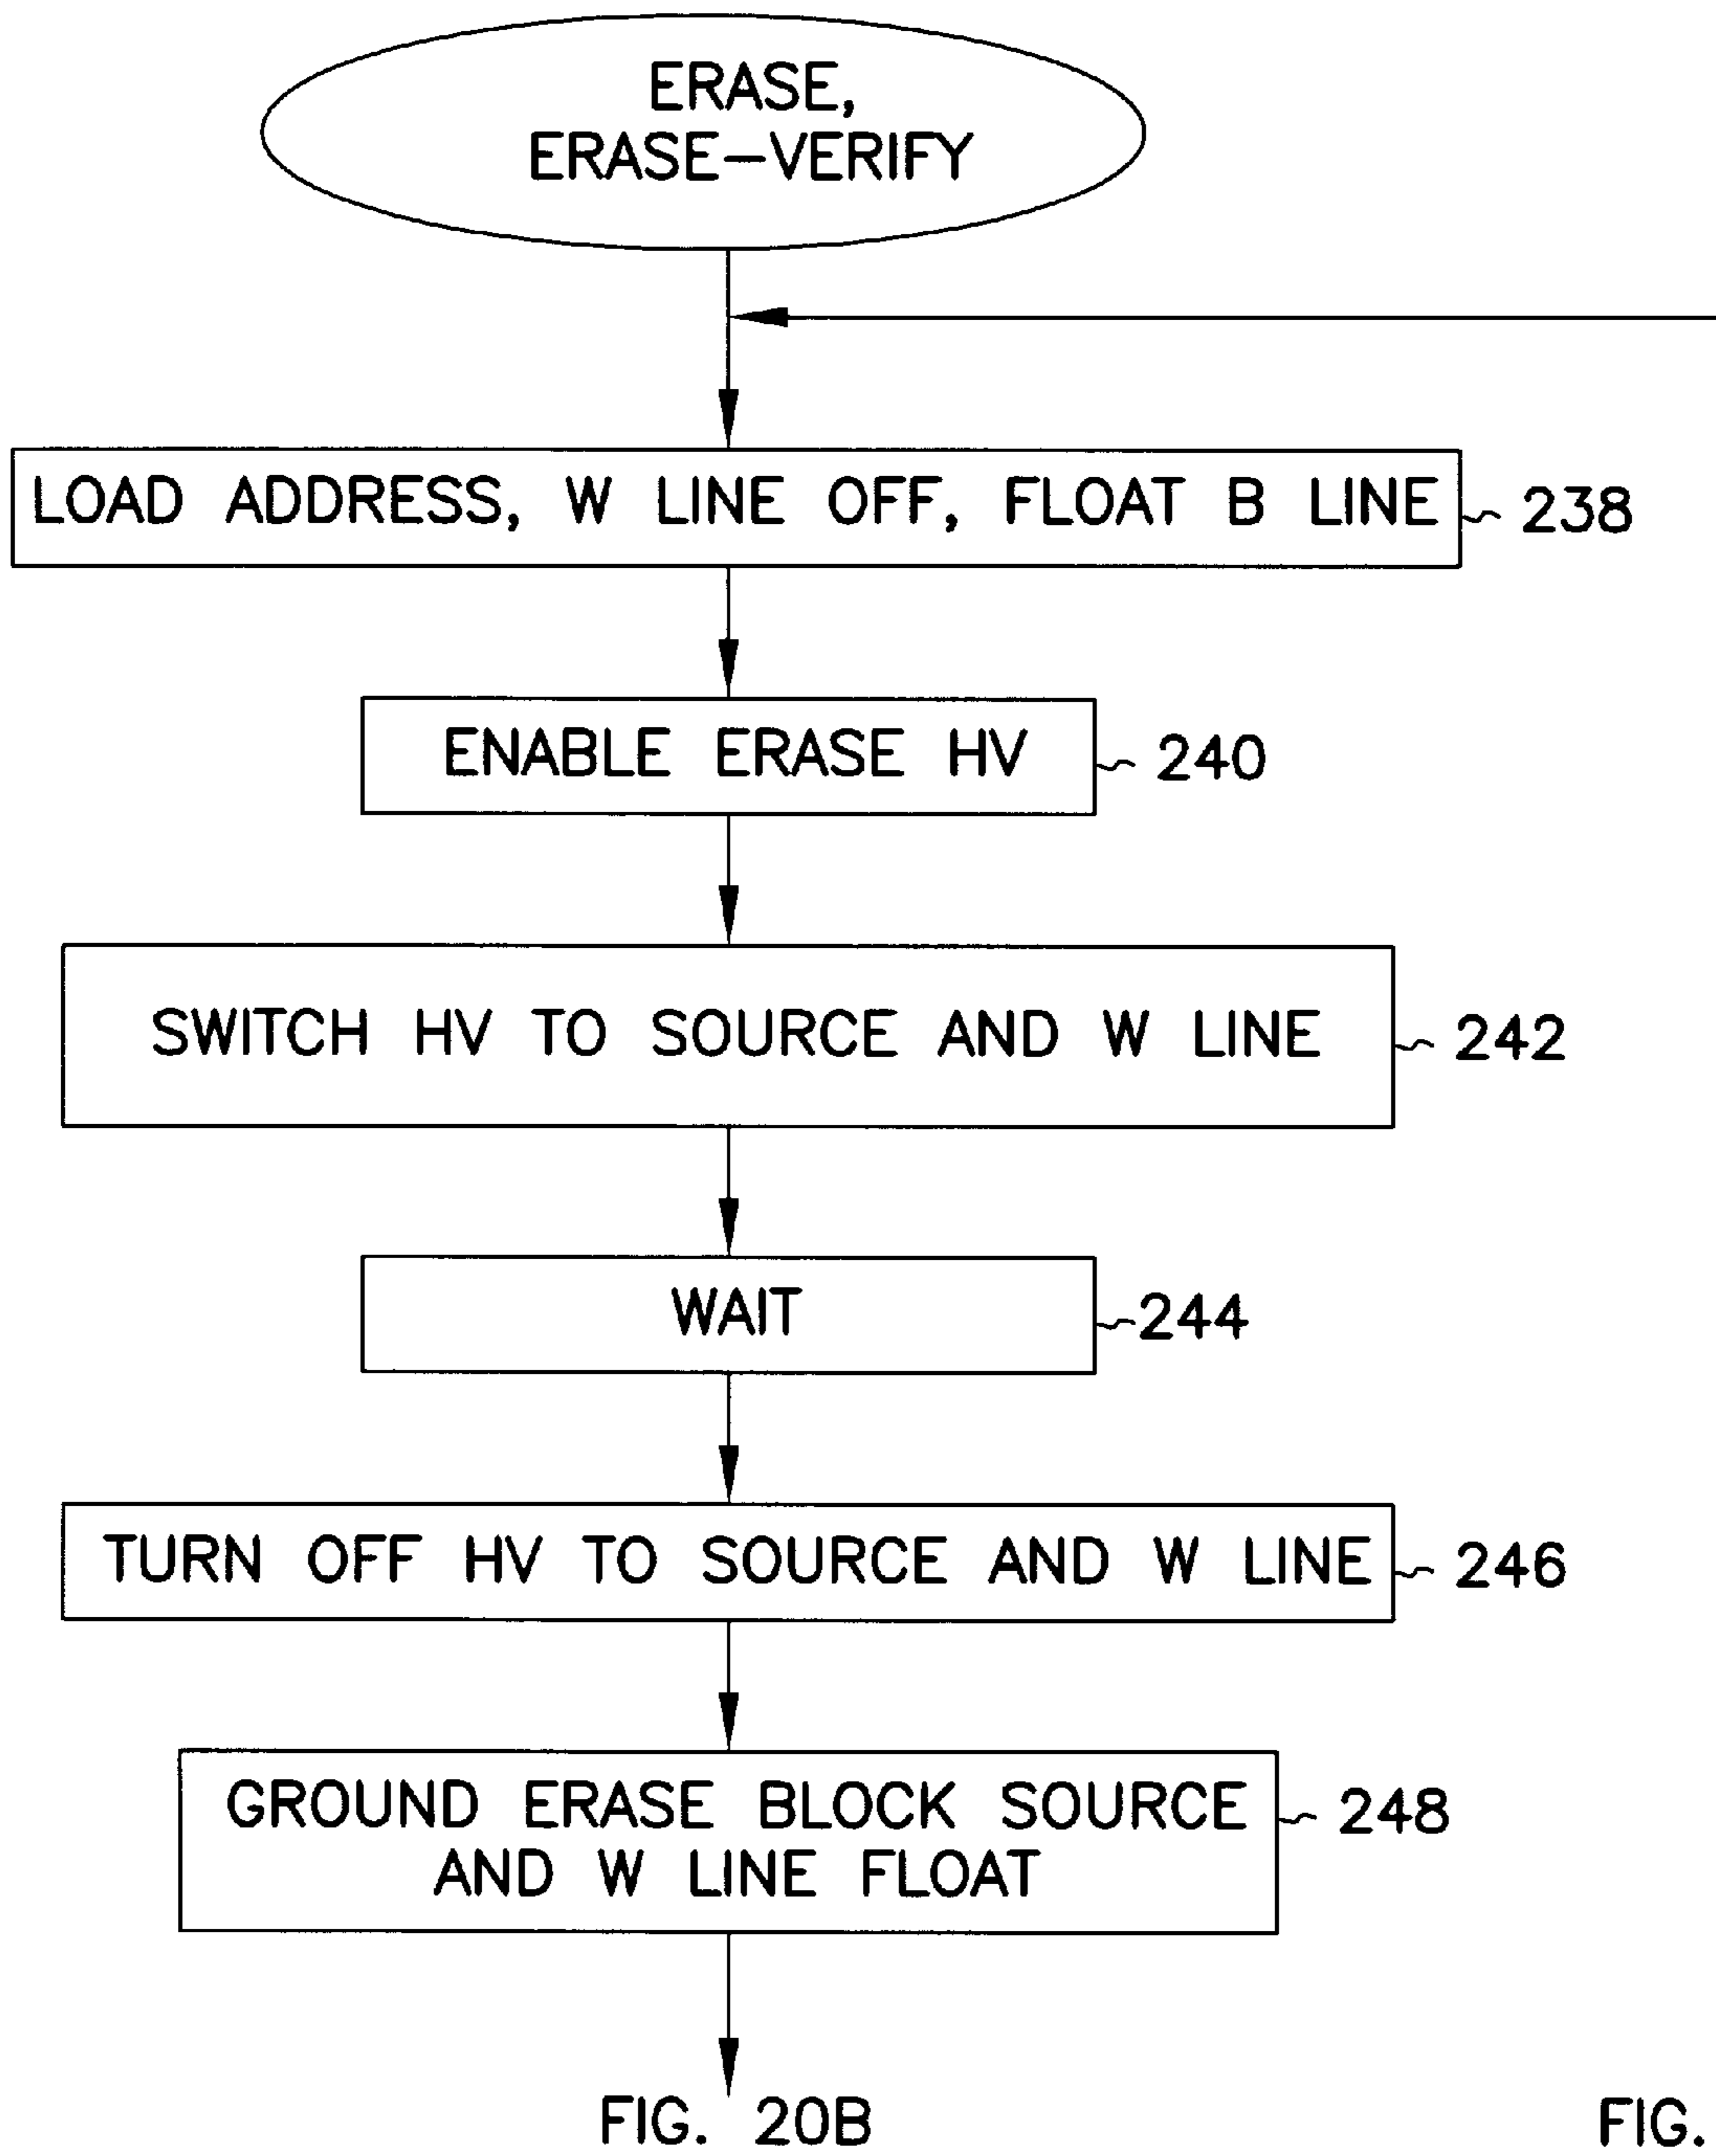 ERASE,
ERASE–VERIFY
LOAD ADDRESS, W LINE OFF, FLOAT B LINE
238
ENABLE ERASE HV
240
SWITCH HV TO SOURCE AND W LINE
242
WAIT
244
TURN OFF HV TO SOURCE AND W LINE
246
GROUND ERASE BLOCK SOURCE
AND W LINE FLOAT
248
FIG. 20B
FIG.